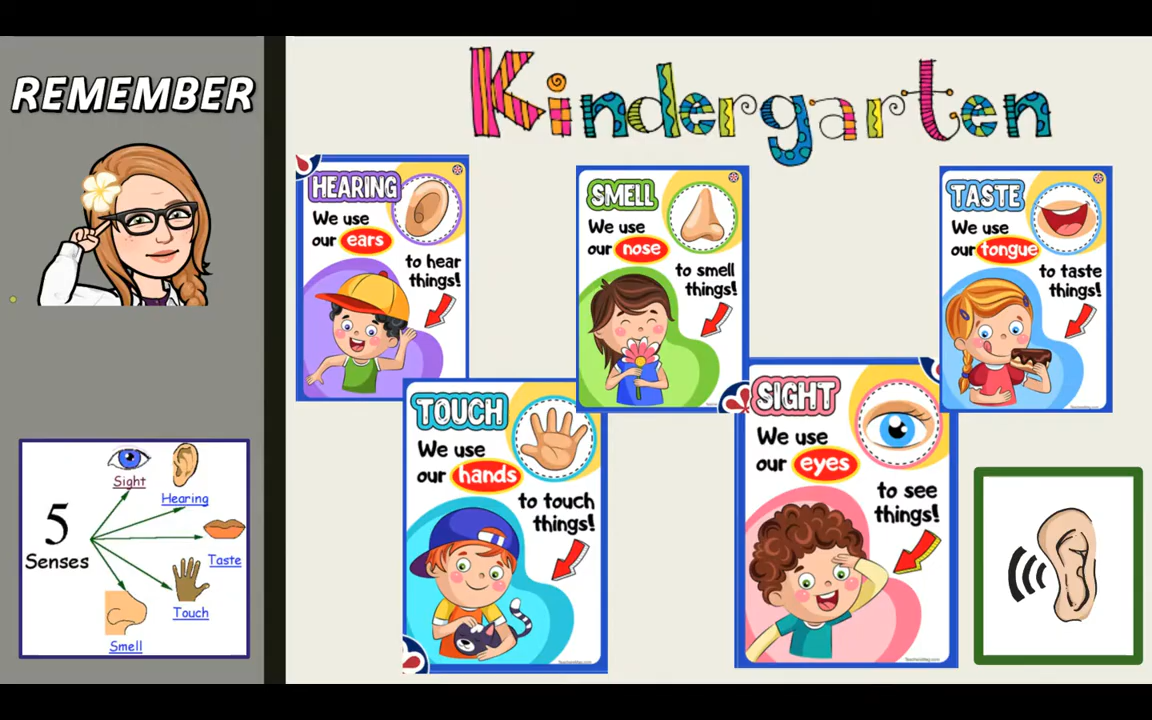 REMEMBER
5
Senses
Sight
Hearing
Taste
Touch
Smell
Kindergarten
HEARING
We use
our ears
to hear
things!
SMELL
We use
our nose
to smell
things!
TASTE
We use
our tongue
to taste
things!
TOUCH
We use
our hands
to touch
things!
SIGHT
We use
our eyes
to see
things!